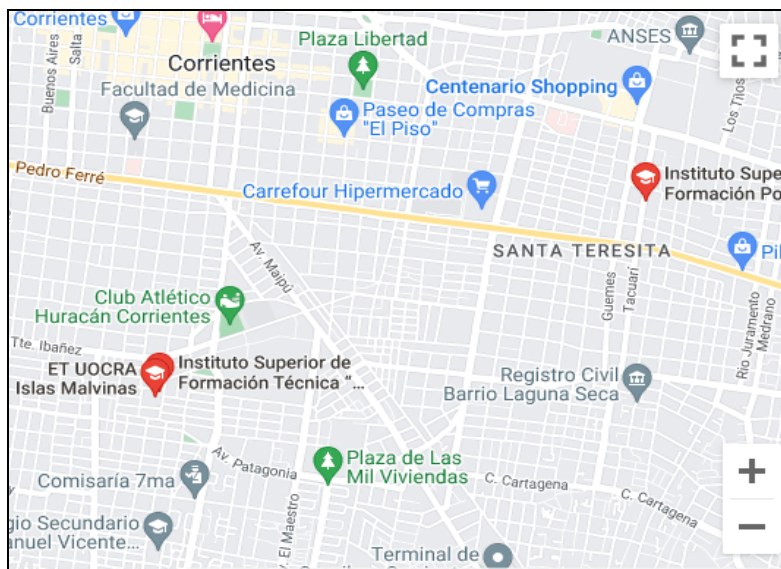 Corrientes
Salta
Buenos Aires
Corrientes
Plaza Libertad
ANSES
Facultad de Medicina
Centenario Shopping
Los Tilos
Paseo de Compras
"El Piso"
Pedro Ferré
Carrefour Hipermercado
Instituto Supe
Formación Po
SANTA TERESITA
Pil
Av. Maipú
Guemes
Tacuarí
Rio Juramento
Medrano
Club Atlético
Huracán Corrientes
Tte. Ibañez
ET UOCRA
Islas Malvinas
Instituto Superior de
Formación Técnica “...
Registro Civil
Barrio Laguna Seca
Av. Patagonia
Plaza de Las
Mil Viviendas
Comisaría 7ma
C. Cartagena
C. Cartagena
Av. El Maestro
gio Secundario
anuel Vicente...
Terminal de